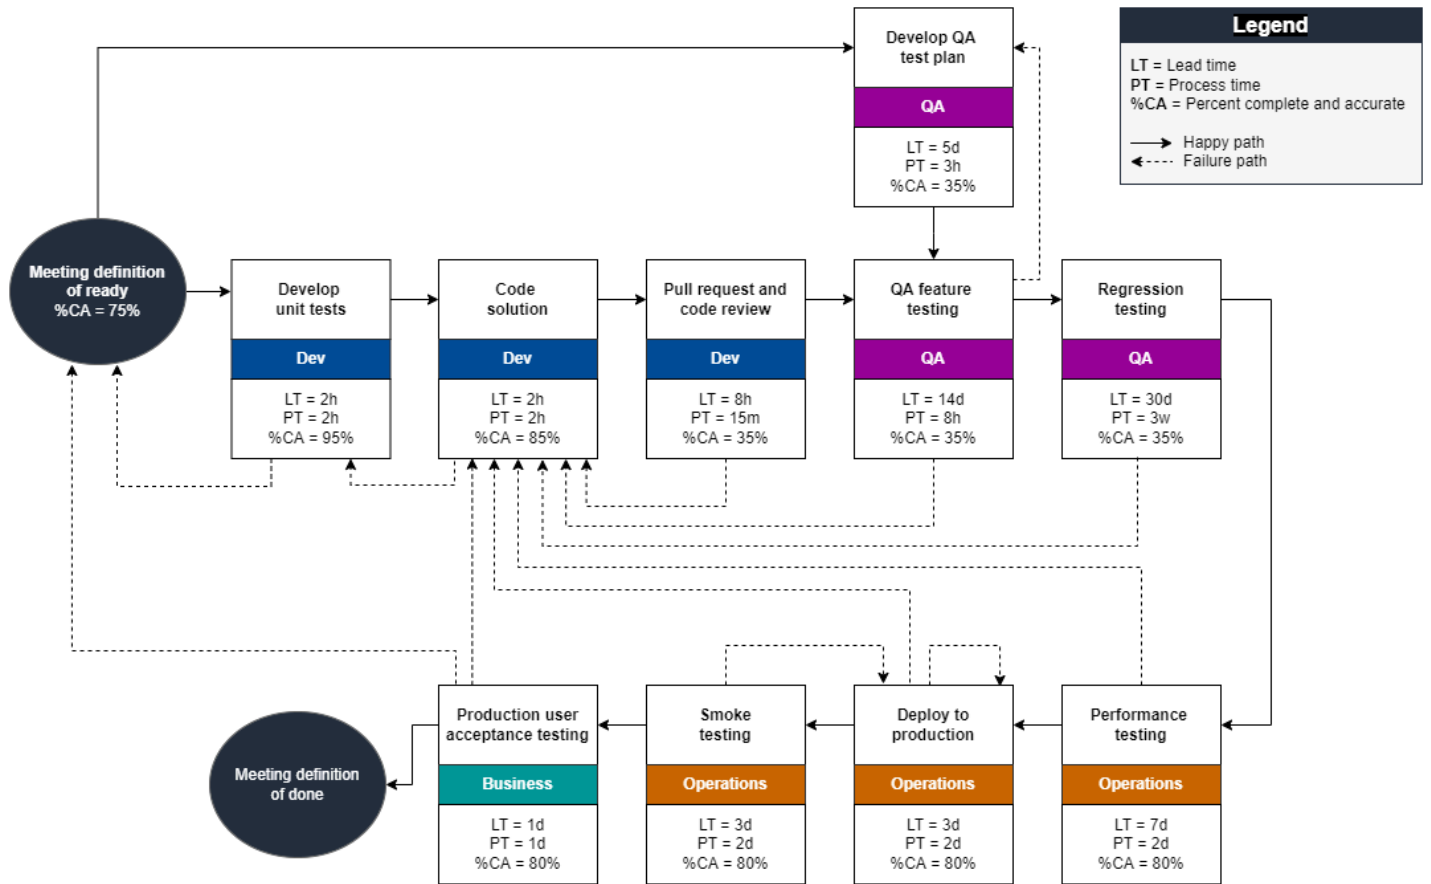 Develop QA
test plan
QA
LT = 5d
PT = 3h
%CA = 35%
Legend
LT = Lead time
PT = Process time
%CA = Percent complete and accurate
Happy path
Failure path
Meeting definition
of ready
%CA = 75%
Develop
unit tests
Dev
LT = 2h
PT = 2h
%CA = 95%
Code
solution
Dev
LT = 2h
PT = 2h
%CA = 85%
Pull request and
code review
Dev
LT = 8h
PT = 15m
%CA = 35%
QA feature
testing
QA
LT = 14d
PT = 8h
%CA = 35%
Regression
testing
QA
LT = 30d
PT = 3w
%CA = 35%
Meeting definition
of done
Production user
acceptance testing
Business
LT = 1d
PT = 1d
%CA = 80%
Smoke
testing
Operations
LT = 3d
PT = 2d
%CA = 80%
Deploy to
production
Operations
LT = 3d
PT = 2d
%CA = 80%
Performance
testing
Operations
LT = 7d
PT = 2d
%CA = 80%